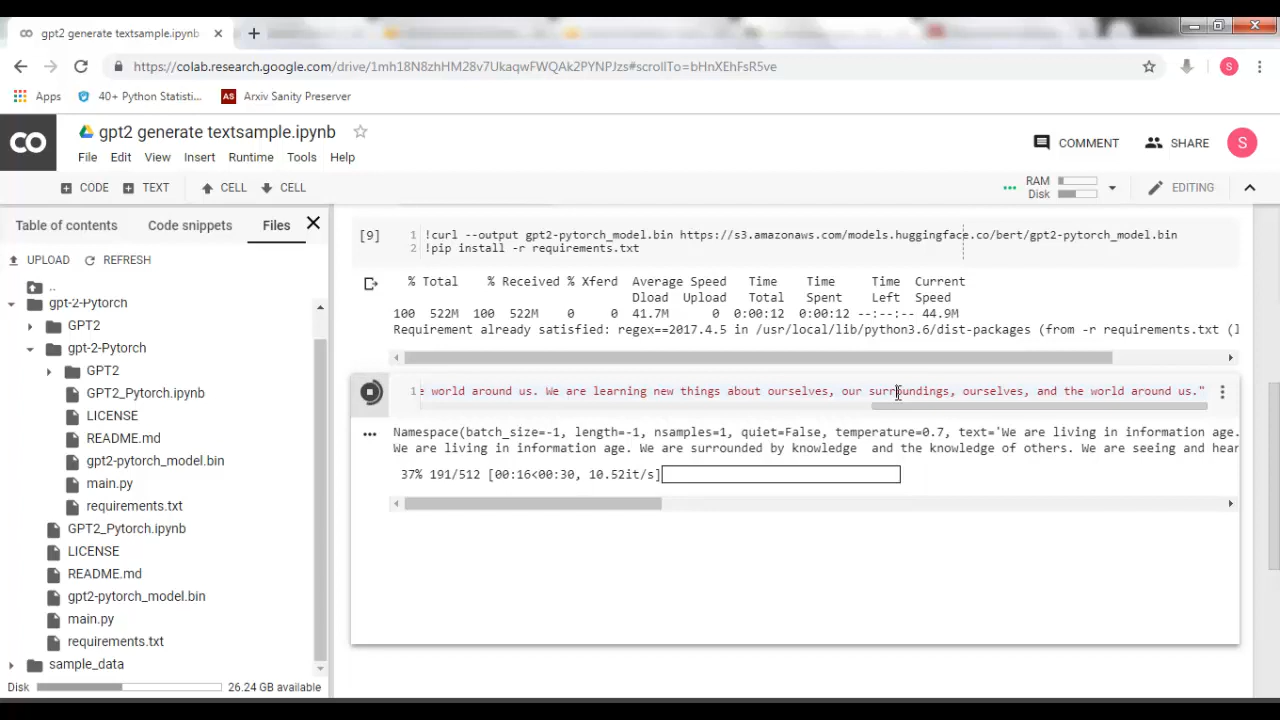 gpt2 generate textsample.ipynb
https://colab.research.google.com/drive/1mh18N8zhHM28v7UkaqwFWQAk2PYNPJzs#scrollTo=bHnXEhFsR5ve
S
Apps
40+ Python Statisti...
AS
Arxiv Sanity Preserver
CO
gpt2 generate textsample.ipynb
COMMENT
SHARE
S
File Edit View Insert Runtime Tools Help
CODE TEXT CELL CELL
RAM
Disk
EDITING
Table of contents Code snippets Files
UPLOAD REFRESH
..
gpt-2-Pytorch
GPT2
gpt-2-Pytorch
GPT2
GPT2_Pytorch.ipynb
LICENSE
README.md
gpt2-pytorch_model.bin
main.py
requirements.txt
GPT2_Pytorch.ipynb
LICENSE
README.md
gpt2-pytorch_model.bin
main.py
requirements.txt
sample_data
Disk 26.24 GB available
[9] 1 !curl --output gpt2-pytorch_model.bin https://s3.amazonaws.com/models.huggingface.co/bert/gpt2-pytorch_model.bin
2 !pip install -r requirements.txt
% Total % Received % Xferd Average Speed Time Time Time Current
Dload Upload Total Spent Left Speed
100 522M 100 522M 0 0 41.7M 0 0:00:12 0:00:12 --:--:-- 44.9M
Requirement already satisfied: regex==2017.4.5 in /usr/local/lib/python3.6/dist-packages (from -r requirements.txt (l
1 e world around us. We are learning new things about ourselves, our surroundings, ourselves, and the world around us."
Namespace(batch_size=-1, length=-1, nsamples=1, quiet=False, temperature=0.7, text='We are living in information age.
We are living in information age. We are surrounded by knowledge and the knowledge of others. We are seeing and hear
37% 191/512 [00:16<00:30, 10.52it/s]